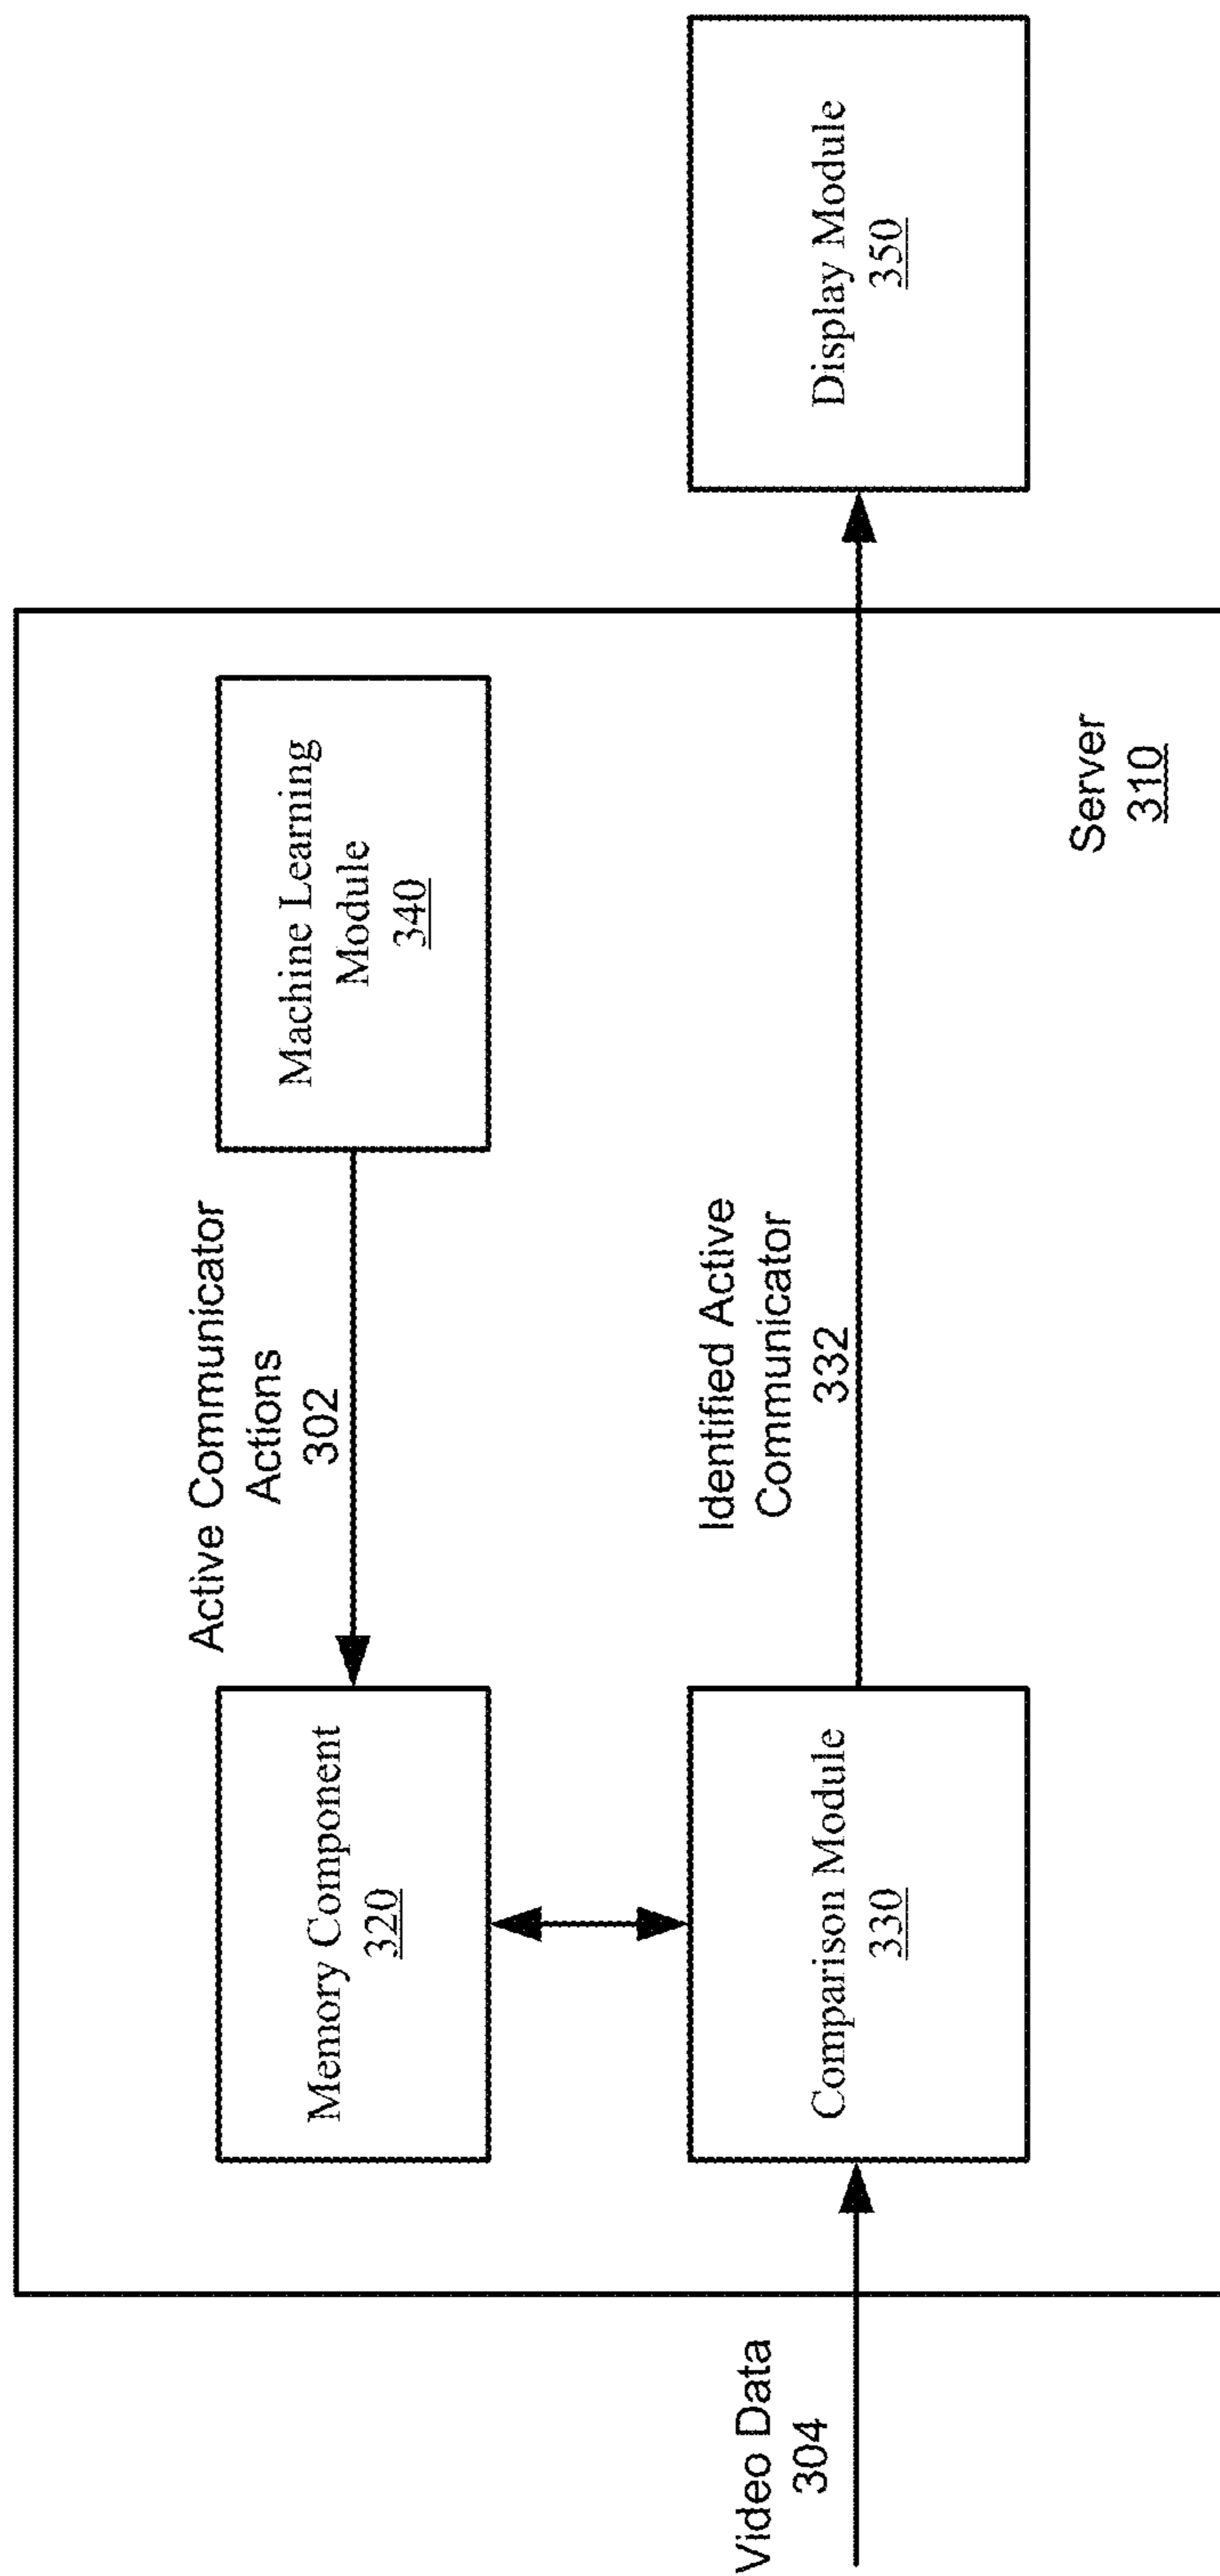 Active Communicator
Actions
302
Memory Component
320
Machine Learning
Module
340
Identified Active
Communicator
332
Video Data
304
Comparison Module
330
Display Module
350
Server
310